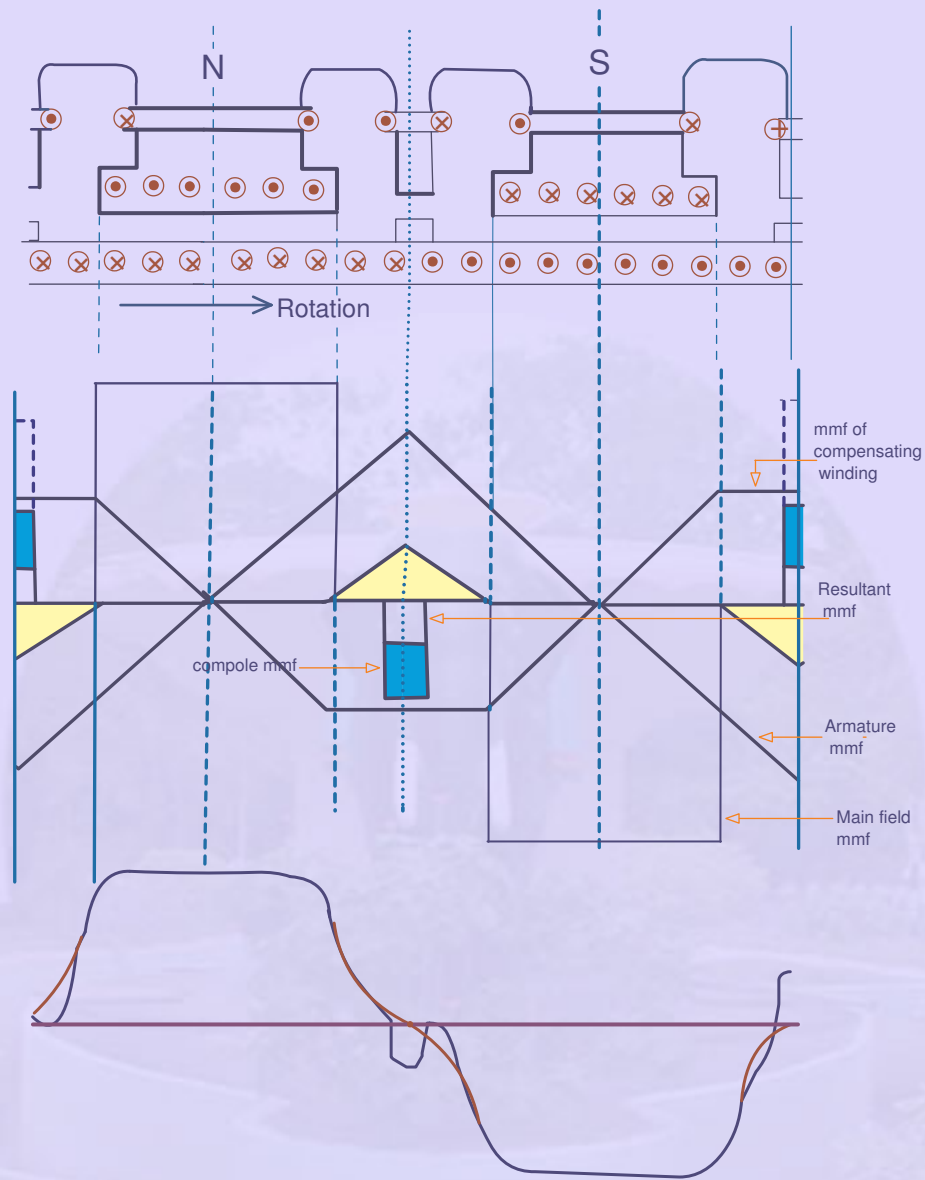 N
S
Rotation
mmf of
compensating
winding
Resultant
mmf
compole mmf
Armature
mmf
Main field
mmf